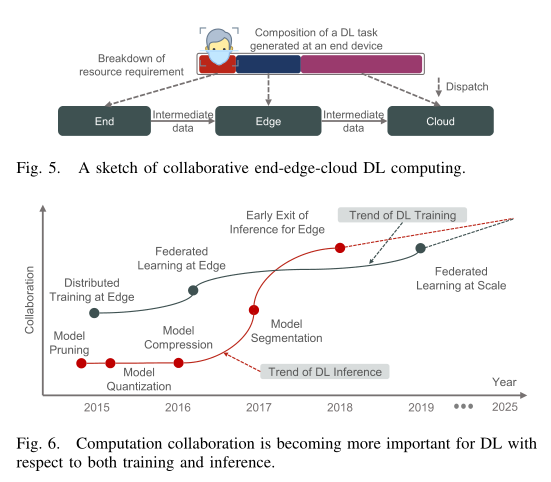 Composition of a DL task
generated at an end device
Breakdown of
resource requirement
Dispatch
End
Intermediate
data
Edge
Intermediate
data
Cloud
Fig. 5. A sketch of collaborative end-edge-cloud DL computing.
Early Exit of
Inference for Edge
Trend of DL Training
Federated
Learning at Edge
Distributed
Training at Edge
Federated
Learning at Scale
Collaboration
Model
Pruning
Model
Compression
Model
Segmentation
Model
Quantization
Trend of DL Inference
Year
2015
2016
2017
2018
2019
•••
2025
Fig. 6. Computation collaboration is becoming more important for DL with
respect to both training and inference.